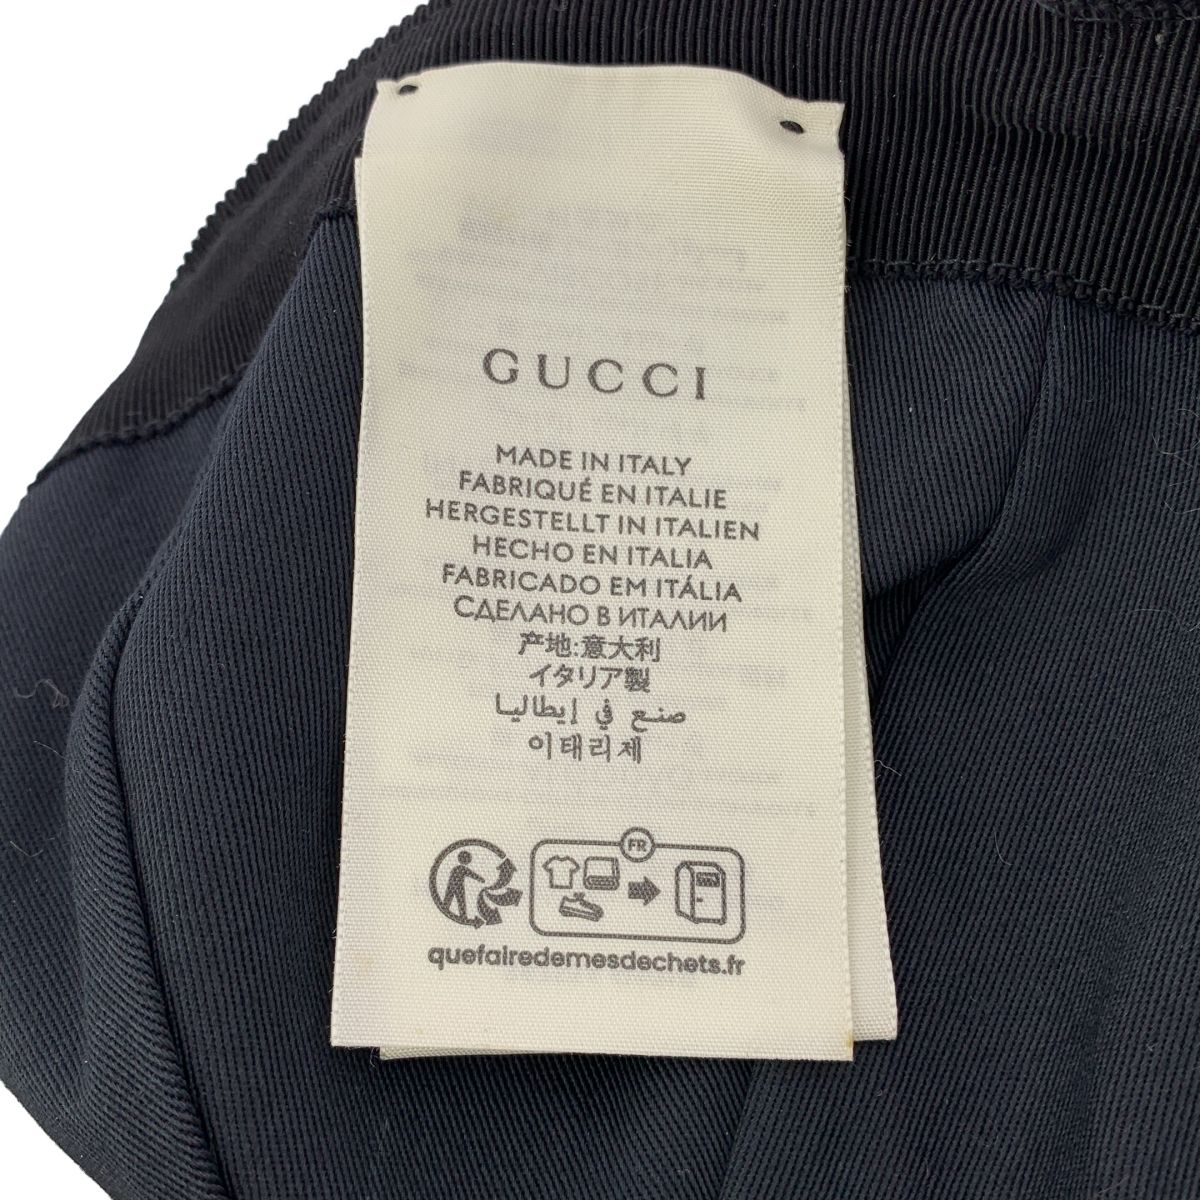 GUCCI
MADE IN ITALY
FABRIQUÉ EN ITALIE
HERGESTELLT IN ITALIEN
HECHO EN ITALIA
FABRICADO EM ITÁLIA
СДЕЛАНО В ИТАЛИИ
产地:意大利
イタリア製
صنع في إيطاليا
이태리제
FR
quefairedemesdechets.fr